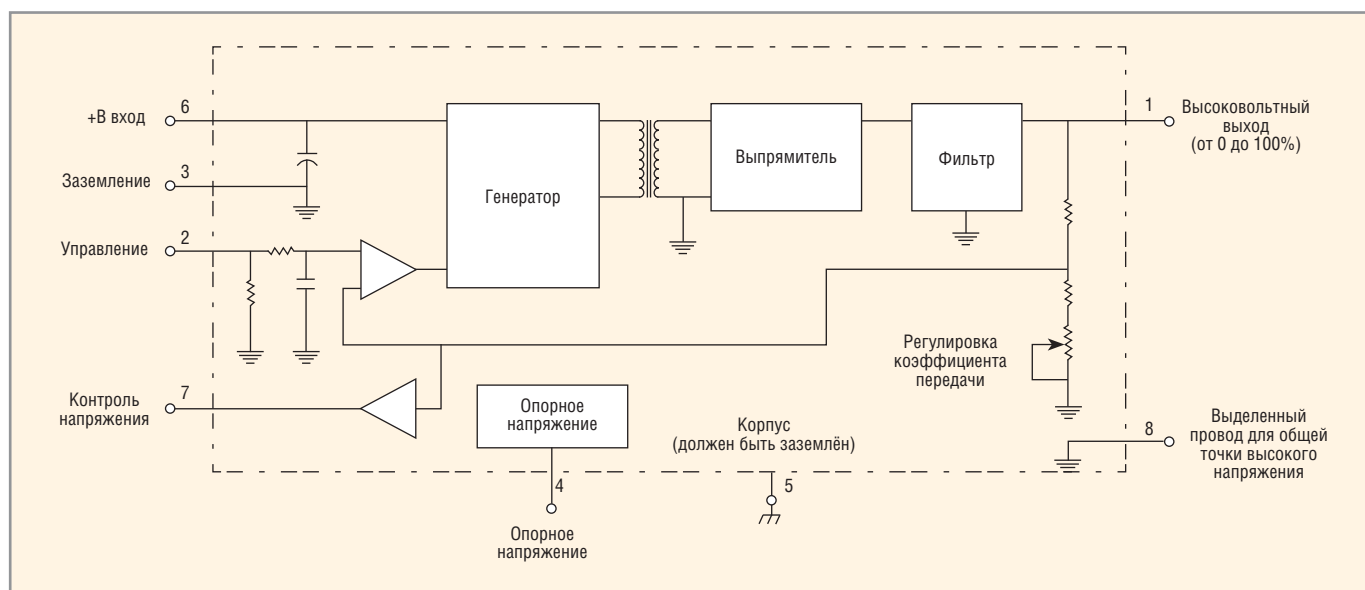 6
+В вход
3
Заземление
2
Управление
Генератор
Выпрямитель
Фильтр
1
Высоковольтный
выход
(от 0 до 100%)
Регулировка
коэффициента
передачи
7
Контроль
напряжения
Опорное
напряжение
4
Опорное
напряжение
Корпус
(должен быть заземлён)
5
8
Выделенный
провод для общей
точки высокого
напряжения